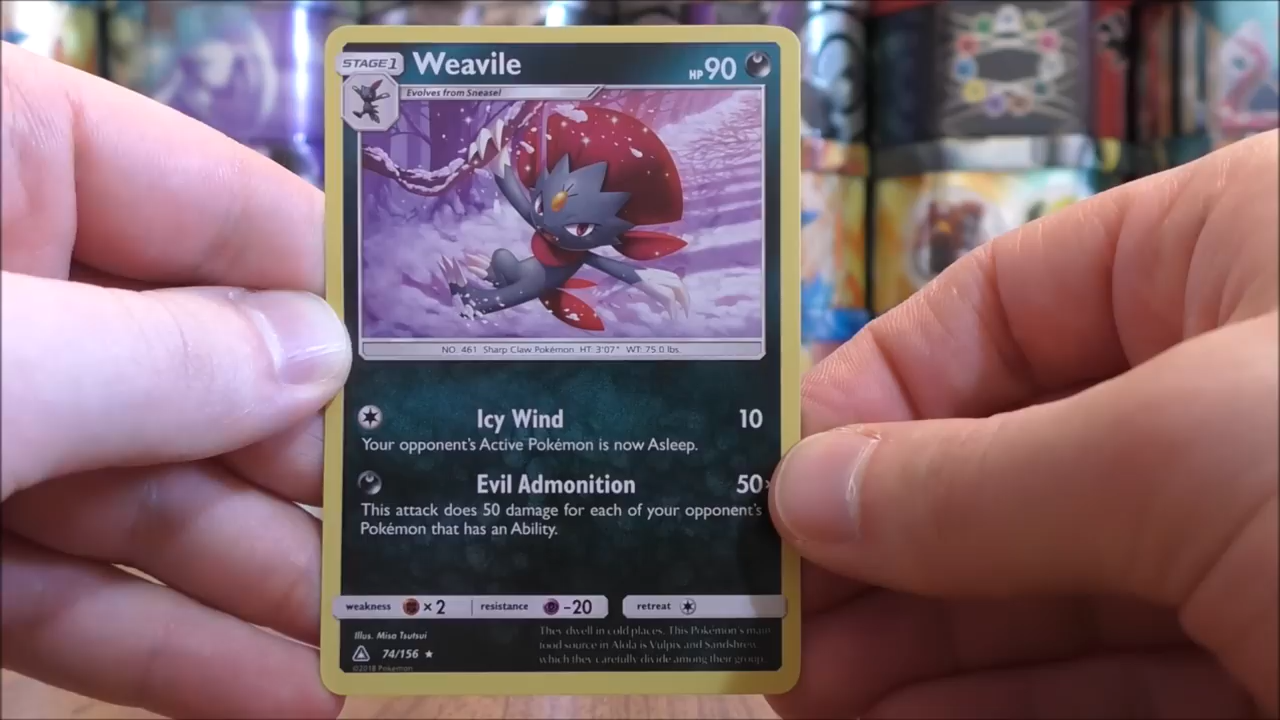 STAGE 1
Weavile
HP 90
Evolves from Sneasel
NO. 461 Sharp Claw Pokémon HT: 3'07" WT: 75.0 lbs.
Icy Wind 10
Your opponent's Active Pokémon is now Asleep.
Evil Admonition 50×
This attack does 50 damage for each of your opponent's
Pokémon that has an Ability.
weakness × 2 resistance -20 retreat
Illus. Misa Tsutsui
74/156 ★
©2018 Pokémon
They dwell in cold places. This Pokémon's main
food source in Alola is Vulpix and Sandshrew,
which they carefully divide among their group.